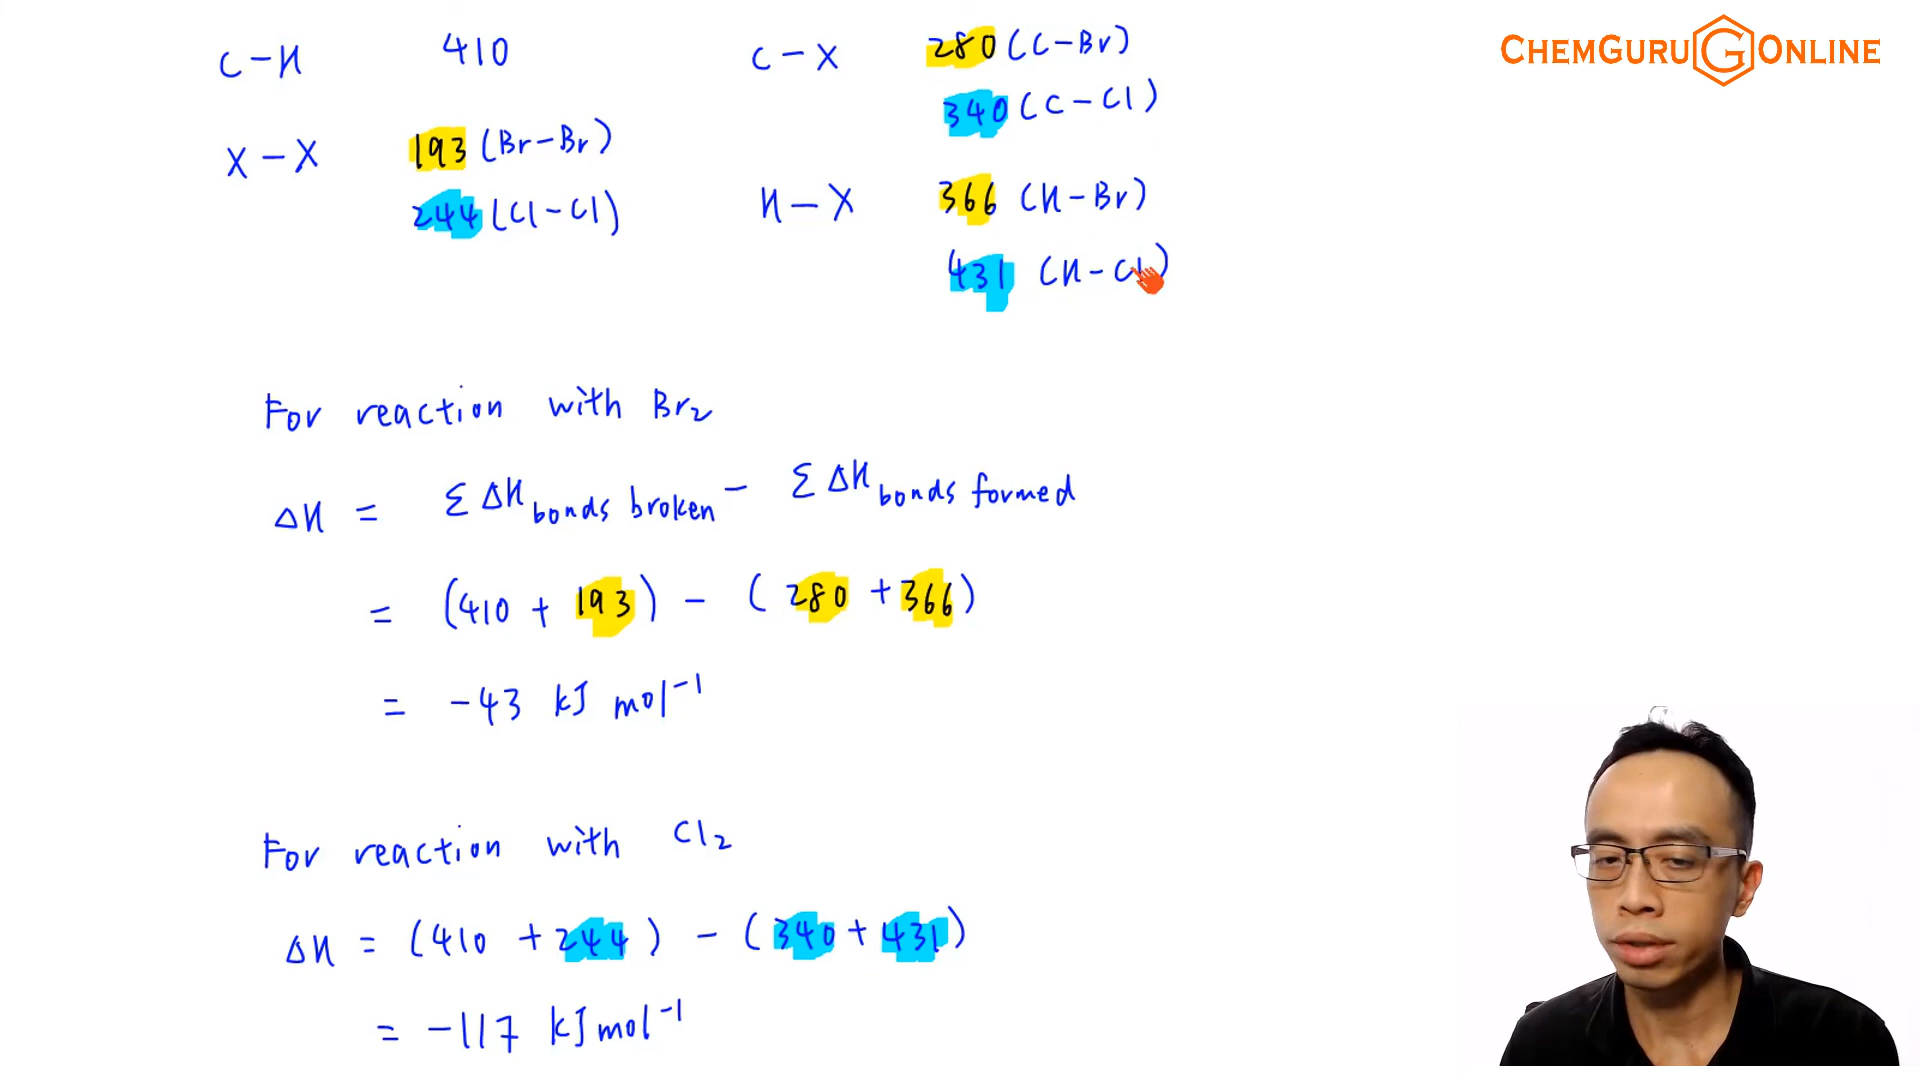 CHEMGURU G ONLINE
C-H 410 C-X 280 (C-Br)
340 (C-Cl)
X-X 193 (Br-Br)
244 (Cl-Cl) H-X 366 (H-Br)
431 (H-Cl)
For reaction with Br₂
ΔH = Σ ΔH bonds broken - Σ ΔH bonds formed
= (410 + 193) - (280 + 366)
= -43 kJ mol⁻¹
For reaction with Cl₂
ΔH = (410 + 244) - (340 + 431)
= -117 kJ mol⁻¹